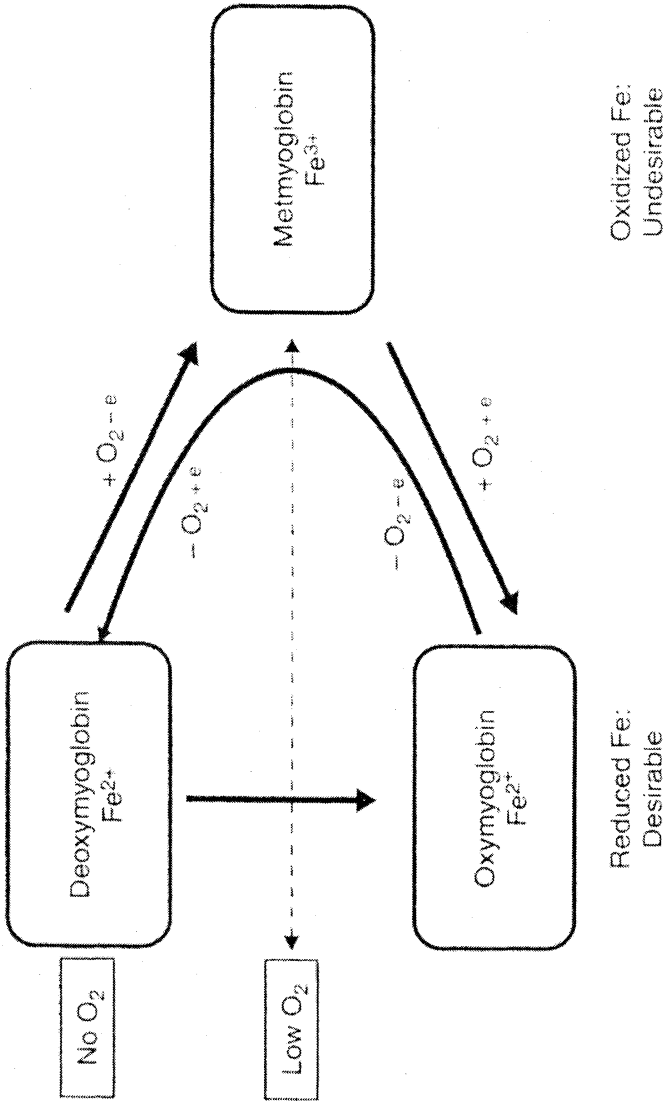 No O₂
Deoxymyoglobin
Fe²⁺
+ O₂ − e
− O₂ + e
Low O₂
Metmyoglobin
Fe³⁺
− O₂ − e
+ O₂ + e
Oxymyoglobin
Fe²⁺
Reduced Fe:
Desirable
Oxidized Fe:
Undesirable